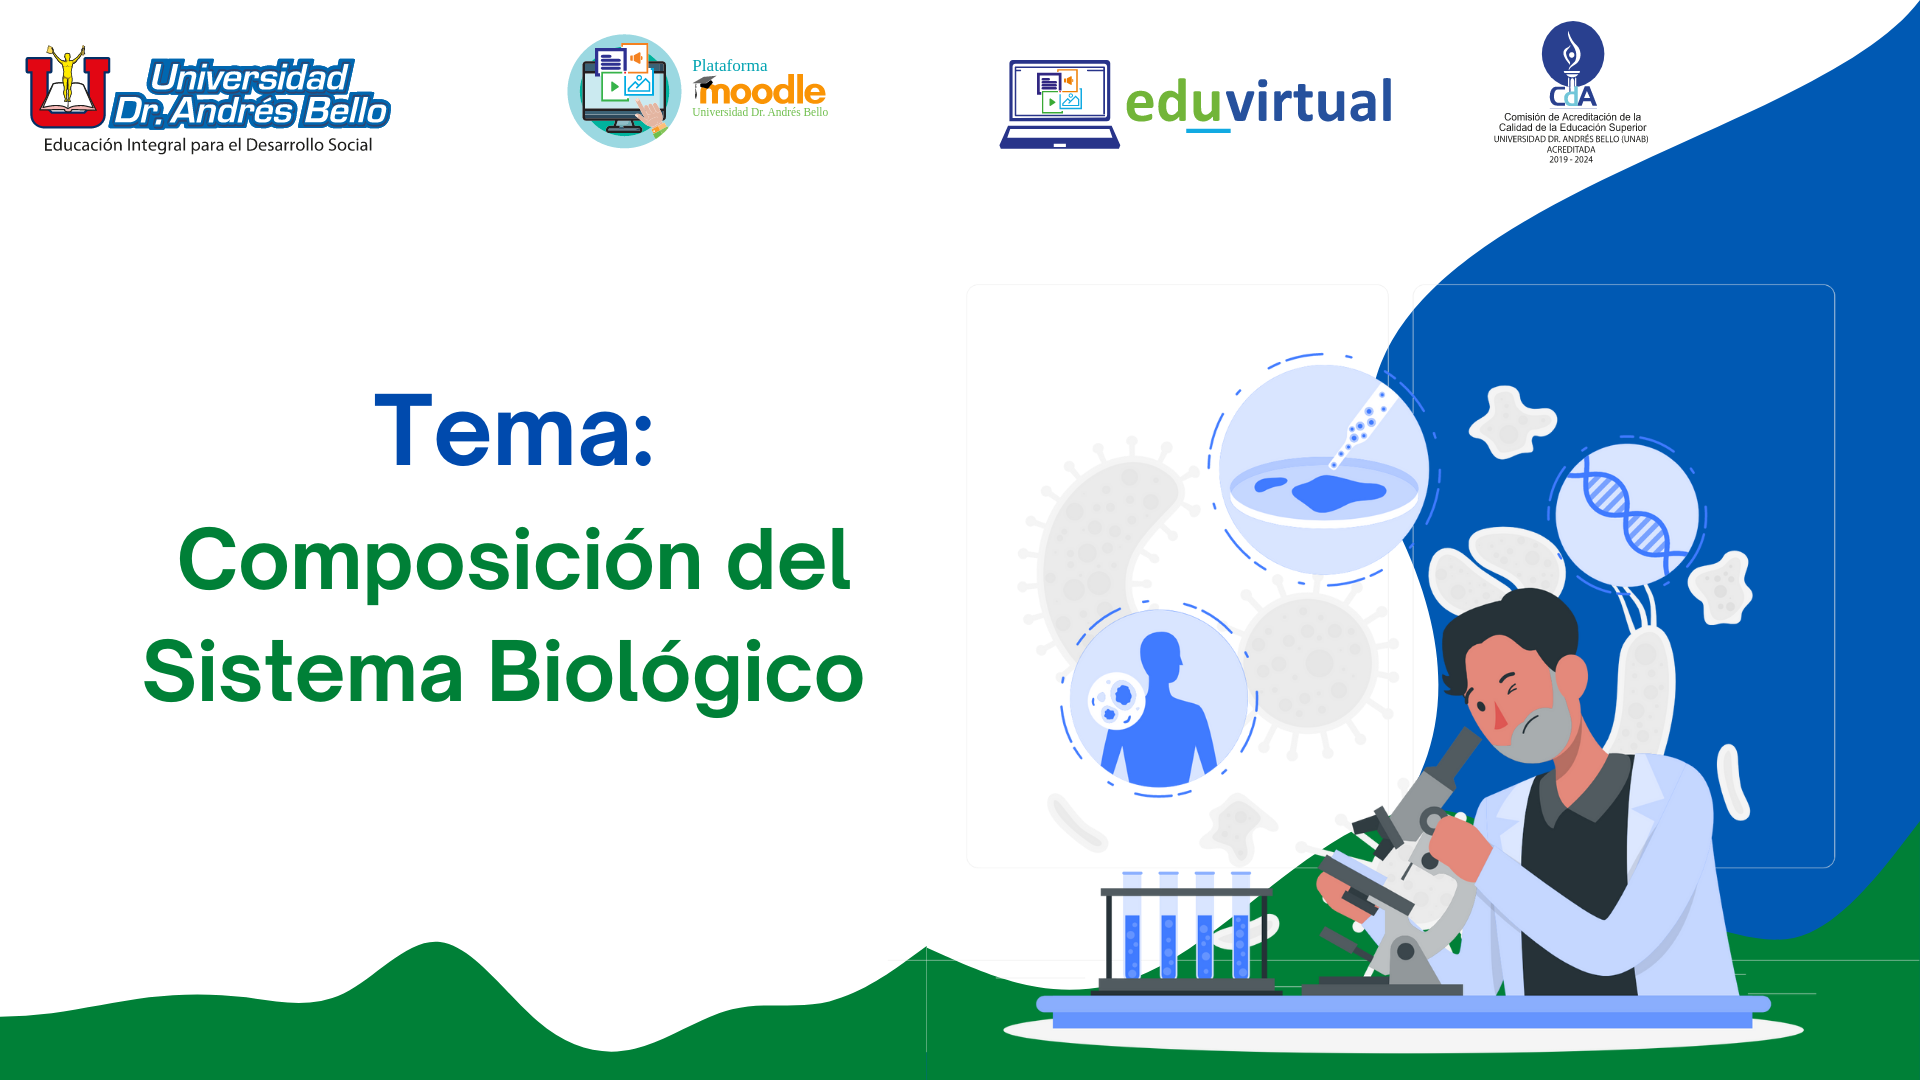 Universidad
Dr. Andrés Bello
Educación Integral para el Desarrollo Social
Plataforma
moodle
Universidad Dr. Andrés Bello
eduvirtual
CdA
Comisión de Acreditación de la
Calidad de la Educación Superior
UNIVERSIDAD DR. ANDRÉS BELLO (UNAB)
ACREDITADA
2019 - 2024
Tema:
Composición del
Sistema Biológico